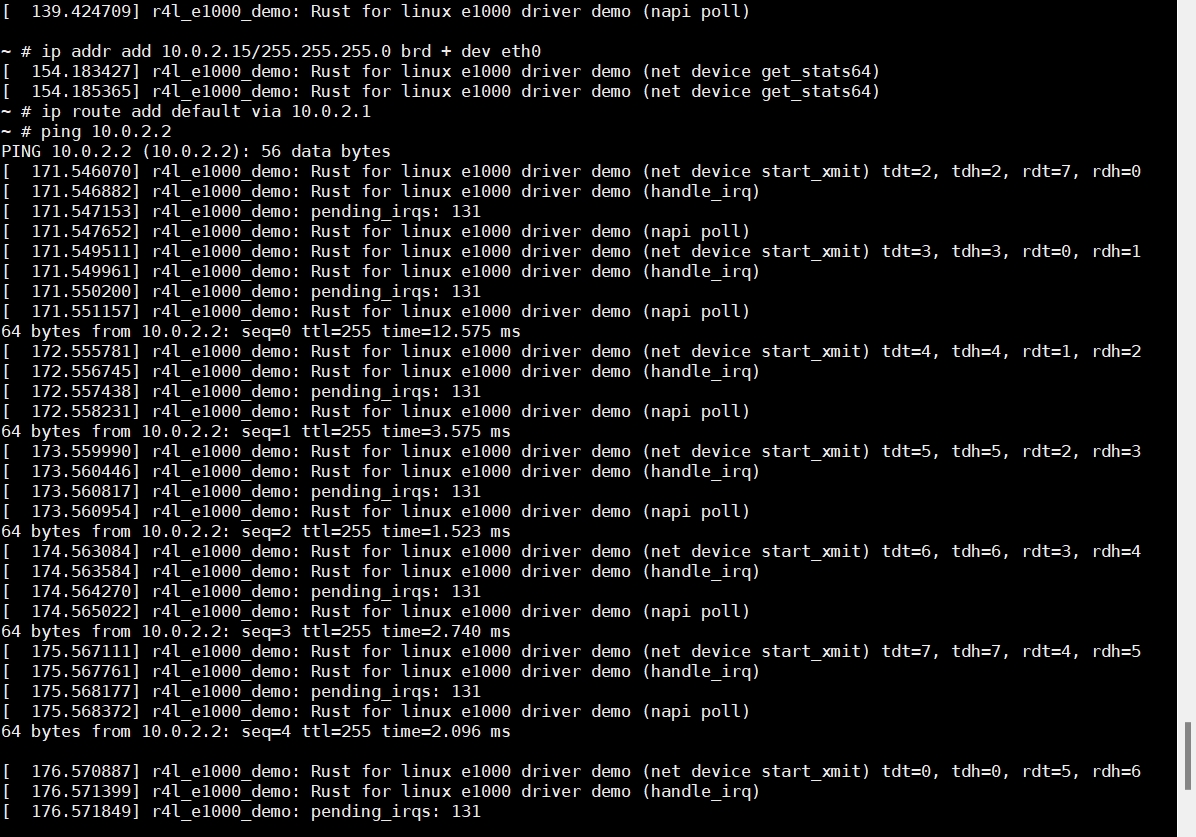 [  139.424709] r4l_e1000_demo: Rust for linux e1000 driver demo (napi poll)
~ # ip addr add 10.0.2.15/255.255.255.0 brd + dev eth0
[  154.183427] r4l_e1000_demo: Rust for linux e1000 driver demo (net device get_stats64)
[  154.185365] r4l_e1000_demo: Rust for linux e1000 driver demo (net device get_stats64)
~ # ip route add default via 10.0.2.1
~ # ping 10.0.2.2
PING 10.0.2.2 (10.0.2.2): 56 data bytes
[  171.546070] r4l_e1000_demo: Rust for linux e1000 driver demo (net device start_xmit) tdt=2, tdh=2, rdt=7, rdh=0
[  171.546882] r4l_e1000_demo: Rust for linux e1000 driver demo (handle_irq)
[  171.547153] r4l_e1000_demo: pending_irqs: 131
[  171.547652] r4l_e1000_demo: Rust for linux e1000 driver demo (napi poll)
[  171.549511] r4l_e1000_demo: Rust for linux e1000 driver demo (net device start_xmit) tdt=3, tdh=3, rdt=0, rdh=1
[  171.549961] r4l_e1000_demo: Rust for linux e1000 driver demo (handle_irq)
[  171.550200] r4l_e1000_demo: pending_irqs: 131
[  171.551157] r4l_e1000_demo: Rust for linux e1000 driver demo (napi poll)
64 bytes from 10.0.2.2: seq=0 ttl=255 time=12.575 ms
[  172.555781] r4l_e1000_demo: Rust for linux e1000 driver demo (net device start_xmit) tdt=4, tdh=4, rdt=1, rdh=2
[  172.556745] r4l_e1000_demo: Rust for linux e1000 driver demo (handle_irq)
[  172.557438] r4l_e1000_demo: pending_irqs: 131
[  172.558231] r4l_e1000_demo: Rust for linux e1000 driver demo (napi poll)
64 bytes from 10.0.2.2: seq=1 ttl=255 time=3.575 ms
[  173.559990] r4l_e1000_demo: Rust for linux e1000 driver demo (net device start_xmit) tdt=5, tdh=5, rdt=2, rdh=3
[  173.560446] r4l_e1000_demo: Rust for linux e1000 driver demo (handle_irq)
[  173.560817] r4l_e1000_demo: pending_irqs: 131
[  173.560954] r4l_e1000_demo: Rust for linux e1000 driver demo (napi poll)
64 bytes from 10.0.2.2: seq=2 ttl=255 time=1.523 ms
[  174.563084] r4l_e1000_demo: Rust for linux e1000 driver demo (net device start_xmit) tdt=6, tdh=6, rdt=3, rdh=4
[  174.563584] r4l_e1000_demo: Rust for linux e1000 driver demo (handle_irq)
[  174.564270] r4l_e1000_demo: pending_irqs: 131
[  174.565022] r4l_e1000_demo: Rust for linux e1000 driver demo (napi poll)
64 bytes from 10.0.2.2: seq=3 ttl=255 time=2.740 ms
[  175.567111] r4l_e1000_demo: Rust for linux e1000 driver demo (net device start_xmit) tdt=7, tdh=7, rdt=4, rdh=5
[  175.567761] r4l_e1000_demo: Rust for linux e1000 driver demo (handle_irq)
[  175.568177] r4l_e1000_demo: pending_irqs: 131
[  175.568372] r4l_e1000_demo: Rust for linux e1000 driver demo (napi poll)
64 bytes from 10.0.2.2: seq=4 ttl=255 time=2.096 ms
[  176.570887] r4l_e1000_demo: Rust for linux e1000 driver demo (net device start_xmit) tdt=0, tdh=0, rdt=5, rdh=6
[  176.571399] r4l_e1000_demo: Rust for linux e1000 driver demo (handle_irq)
[  176.571849] r4l_e1000_demo: pending_irqs: 131